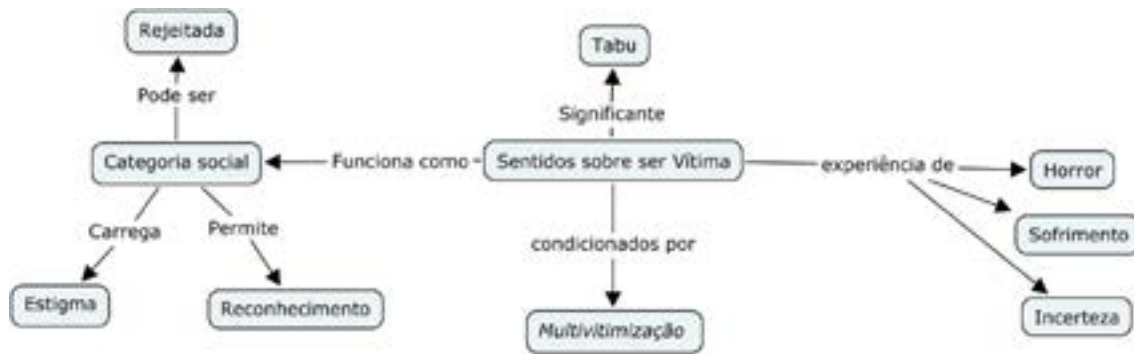 Rejeitada
Tabu
Pode ser
Significante
Categoria social
Funciona como
Sentidos sobre ser Vítima
experiência de
Horror
Sofrimento
Carrega
Permite
condicionados por
Estigma
Reconhecimento
Multivitimização
Incerteza